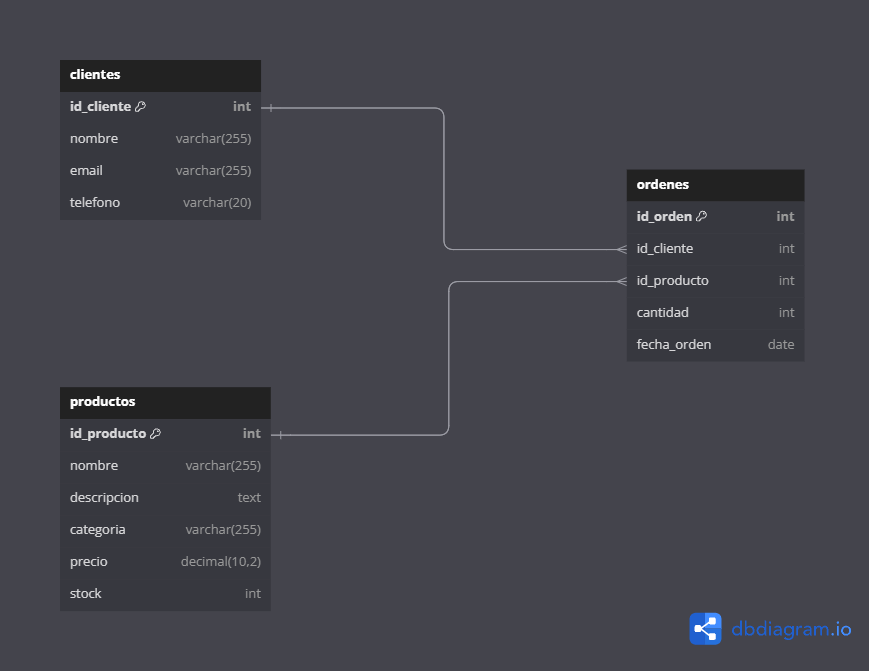 clientes
id_cliente int
nombre varchar(255)
email varchar(255)
telefono varchar(20)
ordenes
id_orden int
id_cliente int
id_producto int
cantidad int
fecha_orden date
productos
id_producto int
nombre varchar(255)
descripcion text
categoria varchar(255)
precio decimal(10,2)
stock int
dbdiagram.io